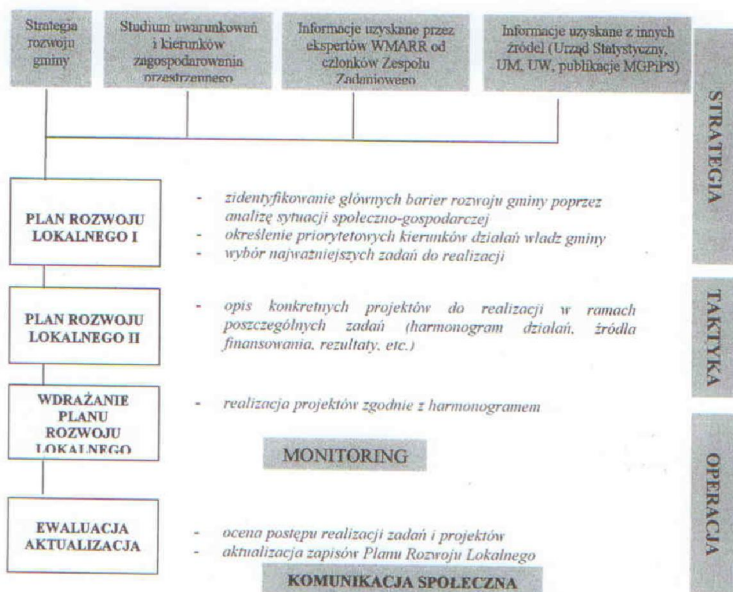 Strategia
rozwoju
gminy
Studium uwarunkowań
i kierunków
zagospodarowania
przestrzennego
Informacje uzyskane przez
ekspertów WMARR od
członków Zespołu
Zadaniowego
Informacje uzyskane z innych
źródeł (Urząd Statystyczny,
UM, UW, publikacje MGPiPS)
STRATEGIA
PLAN ROZWOJU
LOKALNEGO I
- zidentyfikowanie głównych barier rozwoju gminy poprzez
analizę sytuacji społeczno-gospodarczej
- określenie priorytetowych kierunków działań władz gminy
- wybór najważniejszych zadań do realizacji
PLAN ROZWOJU
LOKALNEGO II
- opis konkretnych projektów do realizacji w ramach
poszczególnych zadań (harmonogram działań, źródła
finansowania, rezultaty, etc.)
TAKTYKA
WDRAŻANIE
PLANU
ROZWOJU
LOKALNEGO
- realizacja projektów zgodnie z harmonogramem
MONITORING
OPERACJA
EWALUACJA
AKTUALIZACJA
- ocena postępu realizacji zadań i projektów
- aktualizacja zapisów Planu Rozwoju Lokalnego
KOMUNIKACJA SPOŁECZNA